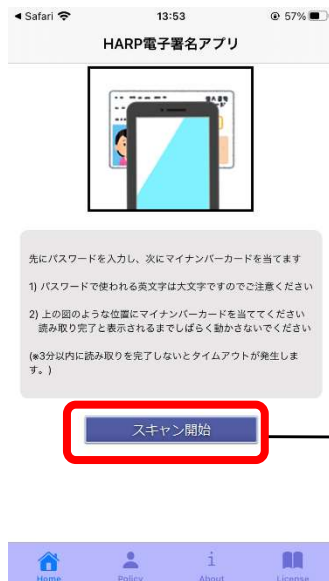 ◀ Safari
13:53
57%
HARP電子署名アプリ
先にパスワードを入力し、次にマイナンバーカードを当てます
1) パスワードで使われる英文字は大文字ですのでご注意ください
2) 上の図のような位置にマイナンバーカードを当ててください
読み取り完了と表示されるまでしばらく動かさないでください
(※3分以内に読み取りを完了しないとタイムアウトが発生しま
す。)
スキャン開始
Home
Policy
About
License